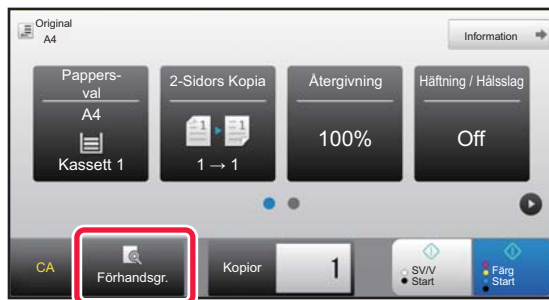 Original
A4
Information
Pappers-
val
A4
Kassett 1
2-Sidors Kopia
1 → 1
Återgivning
100%
Häftning / Hålsslag
Off
CA
Förhandsgr.
Kopior
1
SV/V
Start
Färg
Start